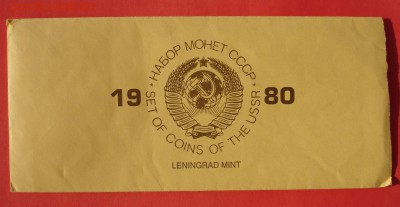 · НАБОР МОНЕТ СССР ·
19 80
SET OF COINS OF THE USSR
LENINGRAD MINT